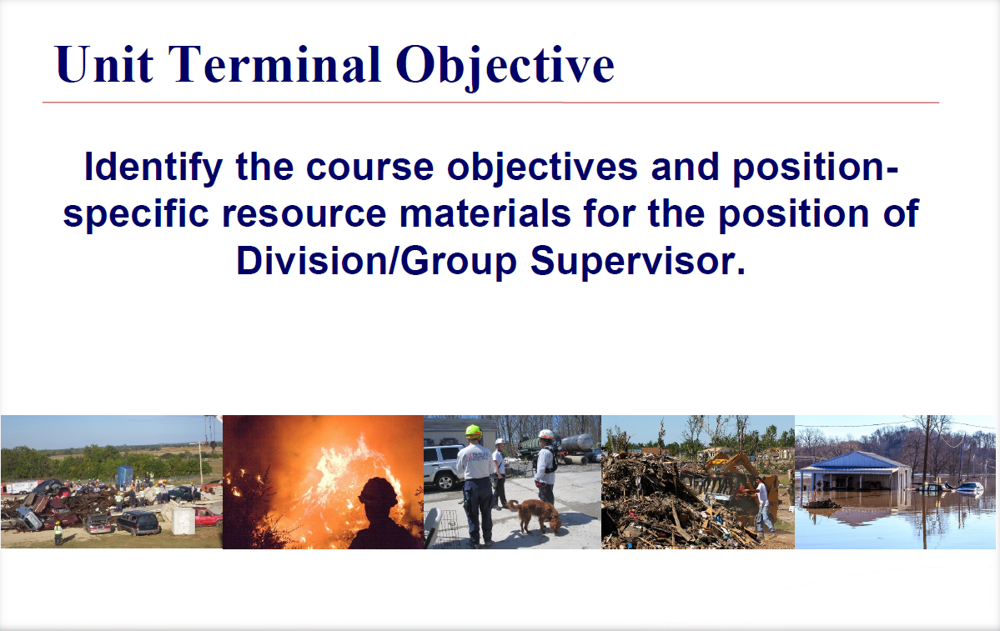 Unit Terminal Objective
Identify the course objectives and position-
specific resource materials for the position of
Division/Group Supervisor.